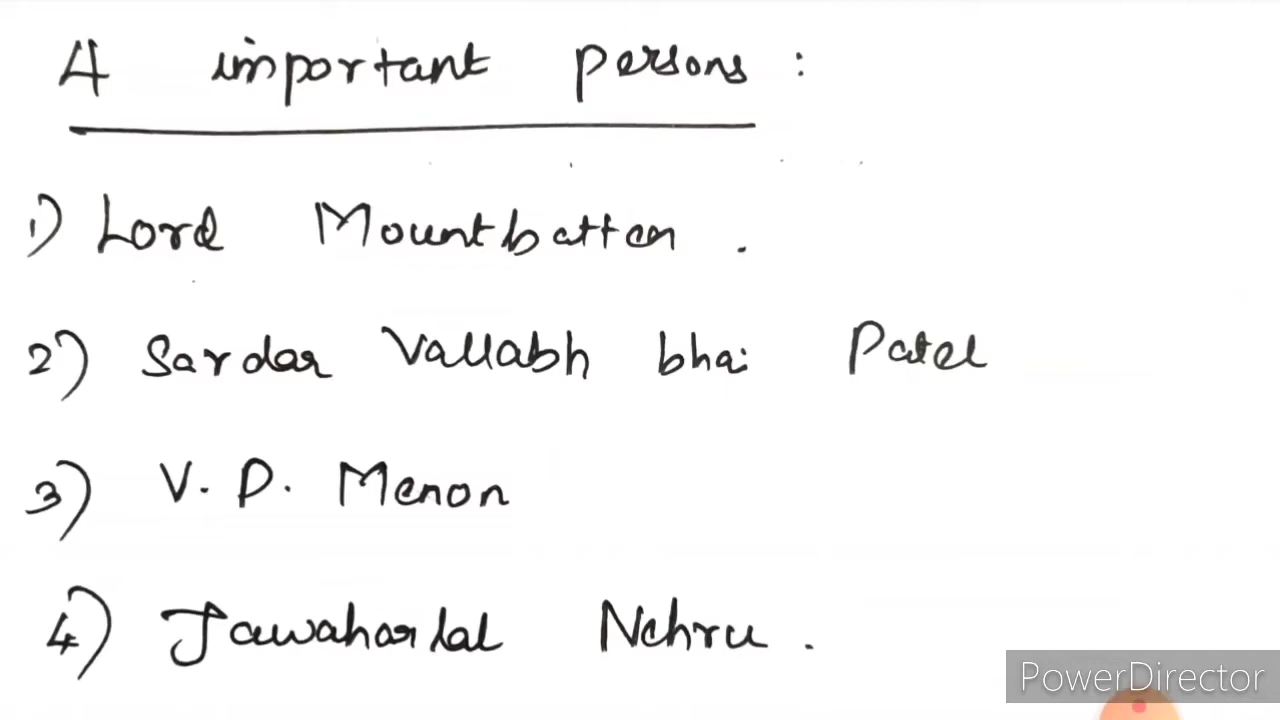 4 important persons :
1) Lord Mountbatten .
2) Sardar Vallabh bhai Patel
3) V. P. Menon
4) Jawaharlal Nehru .
PowerDirector